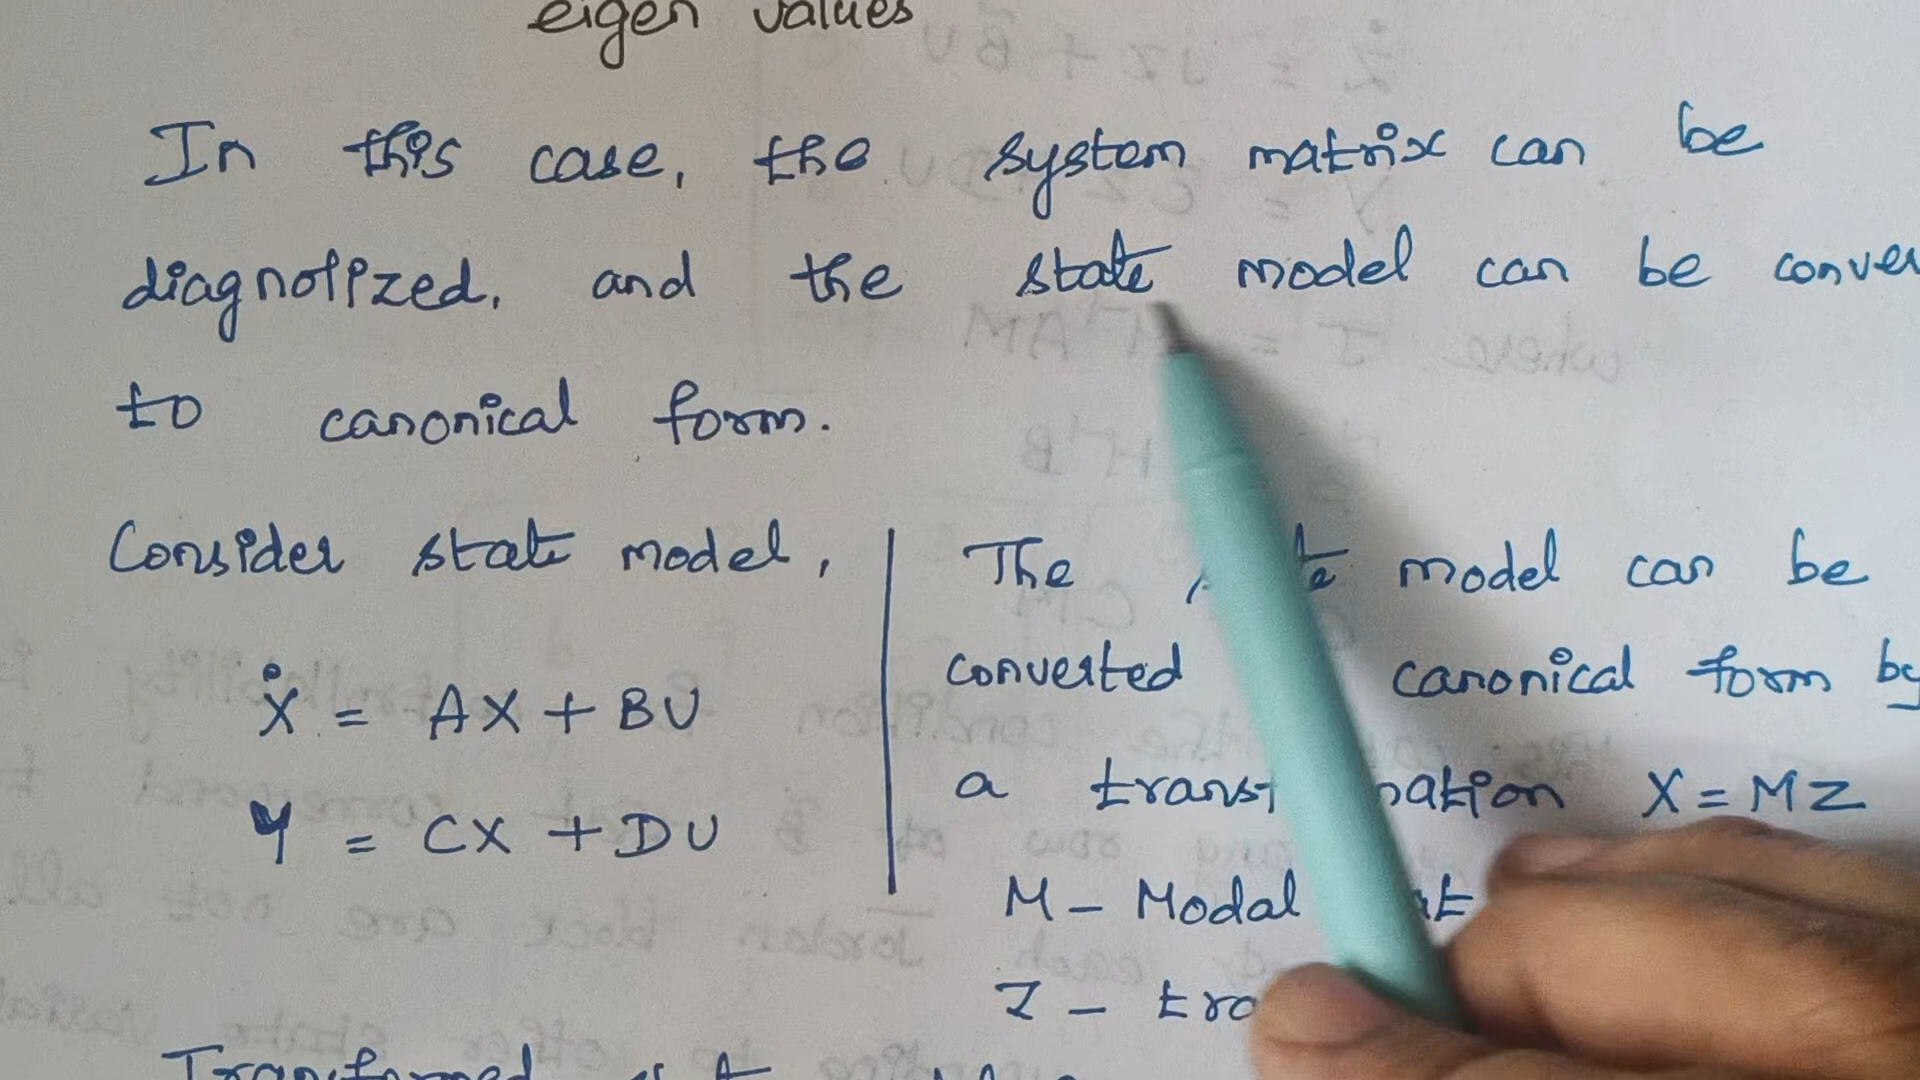 eigen values
In this case, the system matrix can be
diagnolized, and the state model can be conver
to canonical form.
Consider state model,
Ẋ = AX + BU
Y = CX + DU
The model can be
converted canonical form by
a X = MZ
M - Modal
Z -
Transformed